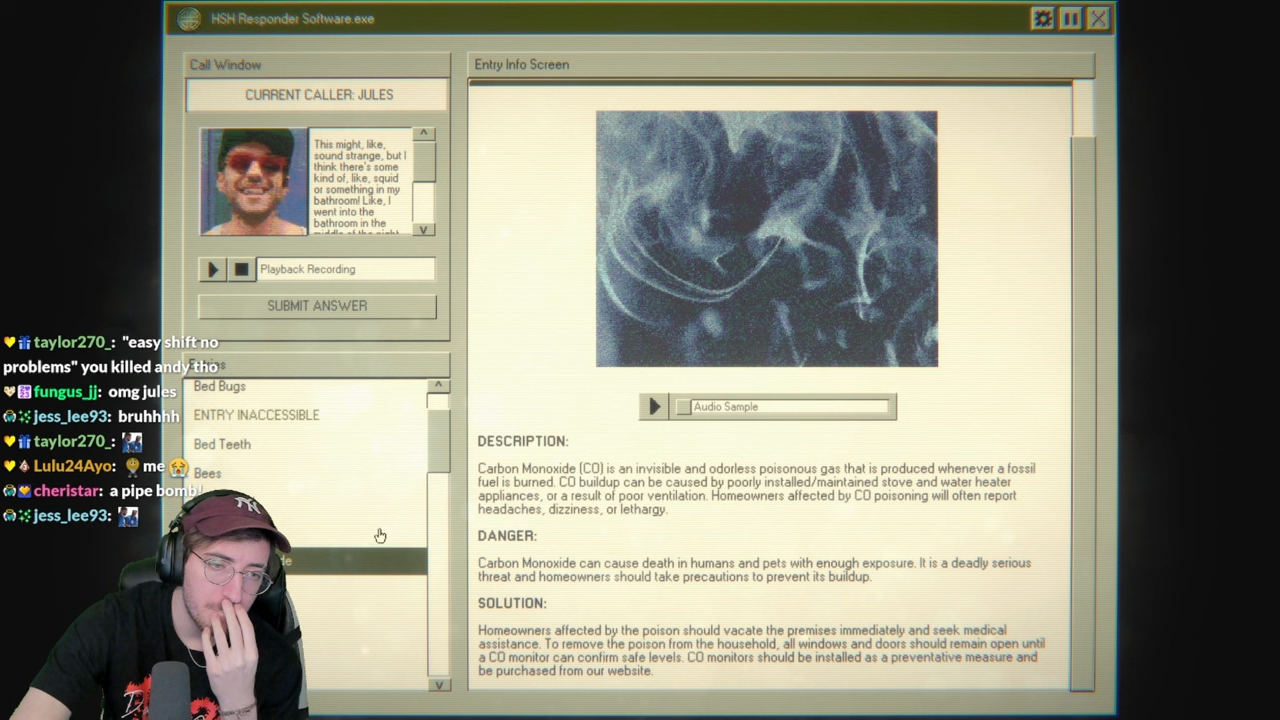 HSH Responder Software.exe
Call Window
CURRENT CALLER: JULES
This might, like,
sound strange, but I
think there's some
kind of, like, squid
or something in my
bathroom! Like, I
went into the
bathroom in the
middle of the night
Playback Recording
SUBMIT ANSWER
Entries
Bed Bugs
ENTRY INACCESSIBLE
Bed Teeth
Bees
de
taylor270_: "easy shift no
problems" you killed andy tho
fungus_jj: omg jules
jess_lee93: bruhhhh
taylor270_:
Lulu24Ayo: me
cheristar: a pipe bomb!
jess_lee93:
Entry Info Screen
Audio Sample
DESCRIPTION:
Carbon Monoxide (CO) is an invisible and odorless poisonous gas that is produced whenever a fossil
fuel is burned. CO buildup can be caused by poorly installed/maintained stove and water heater
appliances, or a result of poor ventilation. Homeowners affected by CO poisoning will often report
headaches, dizziness, or lethargy.
DANGER:
Carbon Monoxide can cause death in humans and pets with enough exposure. It is a deadly serious
threat and homeowners should take precautions to prevent its buildup.
SOLUTION:
Homeowners affected by the poison should vacate the premises immediately and seek medical
assistance. To remove the poison from the household, all windows and doors should remain open until
a CO monitor can confirm safe levels. CO monitors should be installed as a preventative measure and
be purchased from our website.